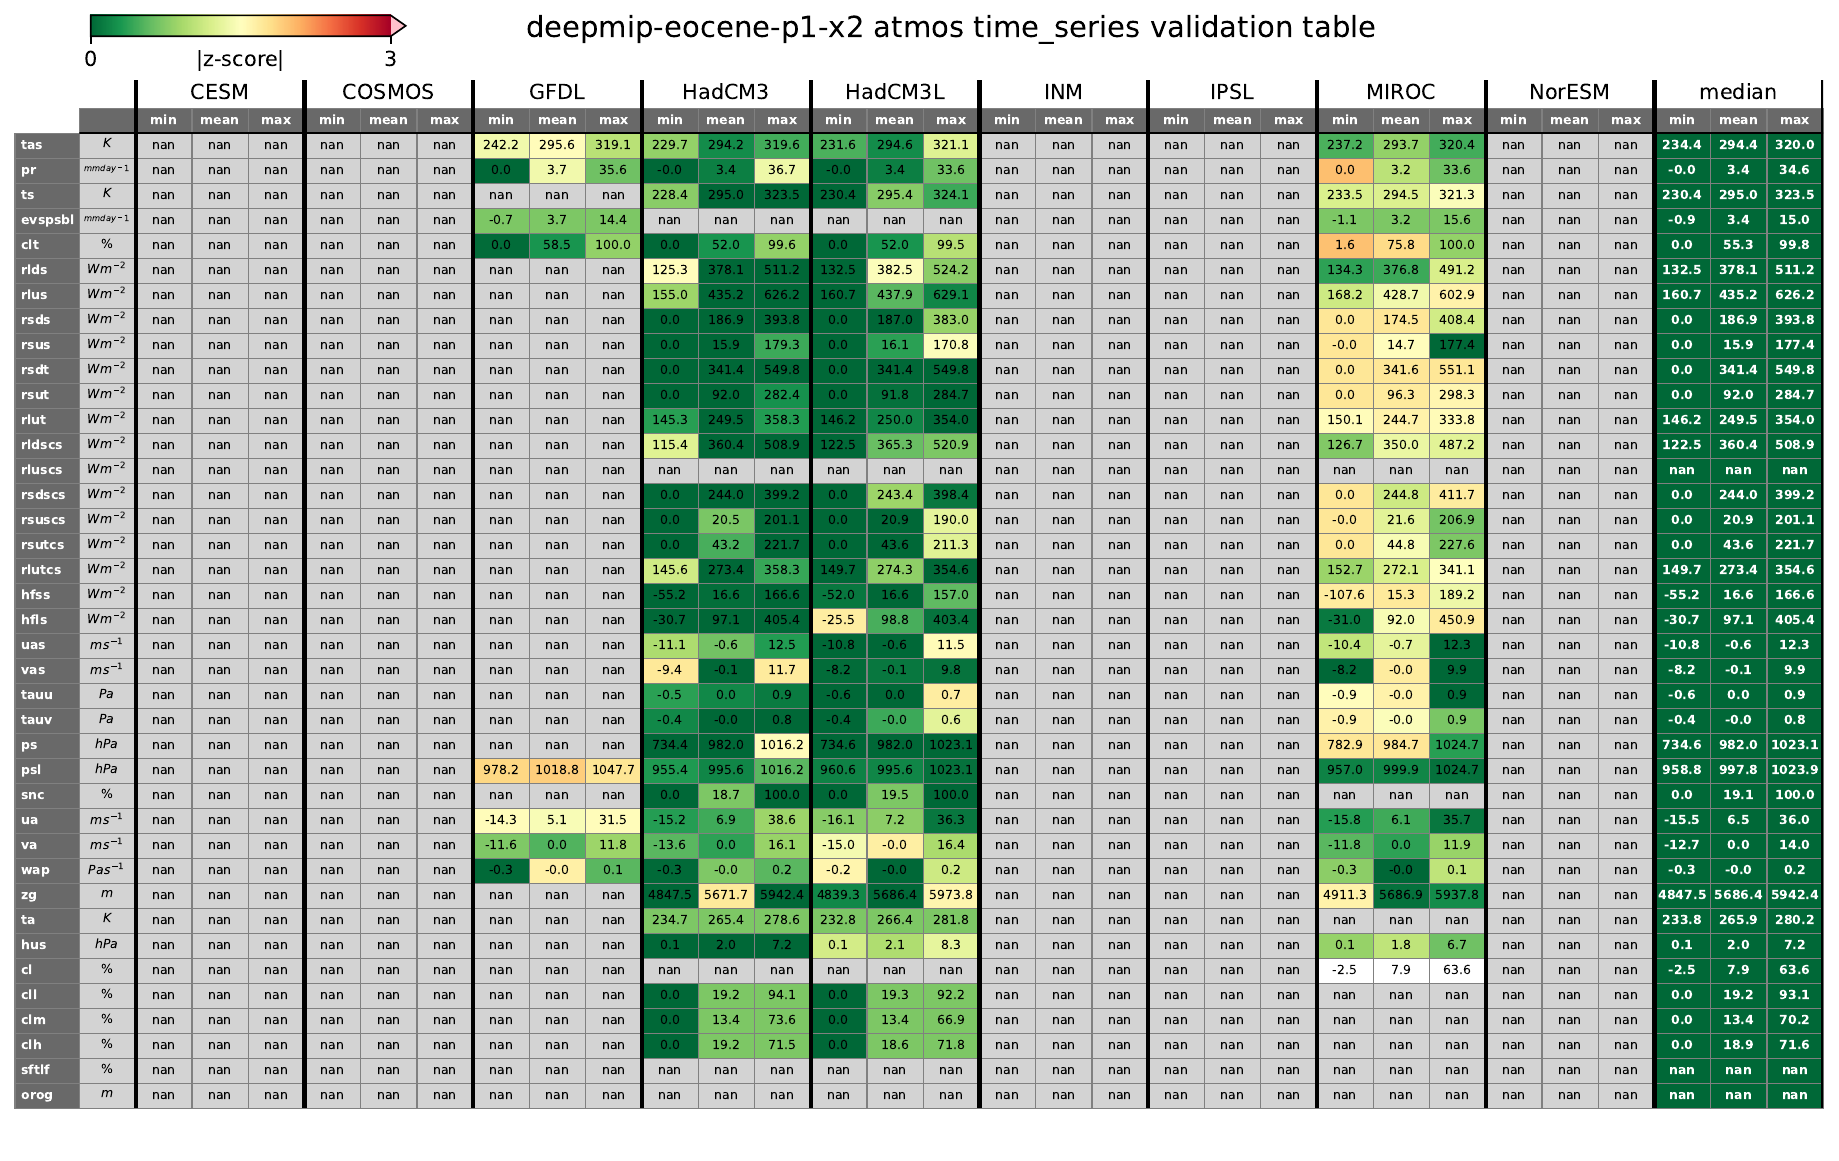 deepmip-eocene-p1-x2 atmos time_series validation table
0 |z-score| 3
CESM COSMOS GFDL HadCM3 HadCM3L INM IPSL MIROC NorESM median
min mean max min mean max min mean max min mean max min mean max min mean max min mean max min mean max min mean max min mean max
tas K nan nan nan nan nan nan 242.2 295.6 319.1 229.7 294.2 319.6 231.6 294.6 321.1 nan nan nan nan nan nan 237.2 293.7 320.4 nan nan nan 234.4 294.4 320.0
pr mmday−1 nan nan nan nan nan nan 0.0 3.7 35.6 -0.0 3.4 36.7 -0.0 3.4 33.6 nan nan nan nan nan nan 0.0 3.2 33.6 nan nan nan -0.0 3.4 34.6
ts K nan nan nan nan nan nan nan nan nan 228.4 295.0 323.5 230.4 295.4 324.1 nan nan nan nan nan nan 233.5 294.5 321.3 nan nan nan 230.4 295.0 323.5
evspsbl mmday−1 nan nan nan nan nan nan -0.7 3.7 14.4 nan nan nan nan nan nan nan nan nan nan nan nan -1.1 3.2 15.6 nan nan nan -0.9 3.4 15.0
clt % nan nan nan nan nan nan 0.0 58.5 100.0 0.0 52.0 99.6 0.0 52.0 99.5 nan nan nan nan nan nan 1.6 75.8 100.0 nan nan nan 0.0 55.3 99.8
rlds Wm−2 nan nan nan nan nan nan nan nan nan 125.3 378.1 511.2 132.5 382.5 524.2 nan nan nan nan nan nan 134.3 376.8 491.2 nan nan nan 132.5 378.1 511.2
rlus Wm−2 nan nan nan nan nan nan nan nan nan 155.0 435.2 626.2 160.7 437.9 629.1 nan nan nan nan nan nan 168.2 428.7 602.9 nan nan nan 160.7 435.2 626.2
rsds Wm−2 nan nan nan nan nan nan nan nan nan 0.0 186.9 393.8 0.0 187.0 383.0 nan nan nan nan nan nan 0.0 174.5 408.4 nan nan nan 0.0 186.9 393.8
rsus Wm−2 nan nan nan nan nan nan nan nan nan 0.0 15.9 179.3 0.0 16.1 170.8 nan nan nan nan nan nan -0.0 14.7 177.4 nan nan nan 0.0 15.9 177.4
rsdt Wm−2 nan nan nan nan nan nan nan nan nan 0.0 341.4 549.8 0.0 341.4 549.8 nan nan nan nan nan nan 0.0 341.6 551.1 nan nan nan 0.0 341.4 549.8
rsut Wm−2 nan nan nan nan nan nan nan nan nan 0.0 92.0 282.4 0.0 91.8 284.7 nan nan nan nan nan nan 0.0 96.3 298.3 nan nan nan 0.0 92.0 284.7
rlut Wm−2 nan nan nan nan nan nan nan nan nan 145.3 249.5 358.3 146.2 250.0 354.0 nan nan nan nan nan nan 150.1 244.7 333.8 nan nan nan 146.2 249.5 354.0
rldscs Wm−2 nan nan nan nan nan nan nan nan nan 115.4 360.4 508.9 122.5 365.3 520.9 nan nan nan nan nan nan 126.7 350.0 487.2 nan nan nan 122.5 360.4 508.9
rluscs Wm−2 nan nan nan nan nan nan nan nan nan nan nan nan nan nan nan nan nan nan nan nan nan nan nan nan nan nan nan nan nan nan
rsdscs Wm−2 nan nan nan nan nan nan nan nan nan 0.0 244.0 399.2 0.0 243.4 398.4 nan nan nan nan nan nan 0.0 244.8 411.7 nan nan nan 0.0 244.0 399.2
rsuscs Wm−2 nan nan nan nan nan nan nan nan nan 0.0 20.5 201.1 0.0 20.9 190.0 nan nan nan nan nan nan -0.0 21.6 206.9 nan nan nan 0.0 20.9 201.1
rsutcs Wm−2 nan nan nan nan nan nan nan nan nan 0.0 43.2 221.7 0.0 43.6 211.3 nan nan nan nan nan nan 0.0 44.8 227.6 nan nan nan 0.0 43.6 221.7
rlutcs Wm−2 nan nan nan nan nan nan nan nan nan 145.6 273.4 358.3 149.7 274.3 354.6 nan nan nan nan nan nan 152.7 272.1 341.1 nan nan nan 149.7 273.4 354.6
hfss Wm−2 nan nan nan nan nan nan nan nan nan -55.2 16.6 166.6 -52.0 16.6 157.0 nan nan nan nan nan nan -107.6 15.3 189.2 nan nan nan -55.2 16.6 166.6
hfls Wm−2 nan nan nan nan nan nan nan nan nan -30.7 97.1 405.4 -25.5 98.8 403.4 nan nan nan nan nan nan -31.0 92.0 450.9 nan nan nan -30.7 97.1 405.4
uas ms−1 nan nan nan nan nan nan nan nan nan -11.1 -0.6 12.5 -10.8 -0.6 11.5 nan nan nan nan nan nan -10.4 -0.7 12.3 nan nan nan -10.8 -0.6 12.3
vas ms−1 nan nan nan nan nan nan nan nan nan -9.4 -0.1 11.7 -8.2 -0.1 9.8 nan nan nan nan nan nan -8.2 -0.0 9.9 nan nan nan -8.2 -0.1 9.9
tauu Pa nan nan nan nan nan nan nan nan nan -0.5 0.0 0.9 -0.6 0.0 0.7 nan nan nan nan nan nan -0.9 -0.0 0.9 nan nan nan -0.6 0.0 0.9
tauv Pa nan nan nan nan nan nan nan nan nan -0.4 -0.0 0.8 -0.4 -0.0 0.6 nan nan nan nan nan nan -0.9 -0.0 0.9 nan nan nan -0.4 -0.0 0.8
ps hPa nan nan nan nan nan nan nan nan nan 734.4 982.0 1016.2 734.6 982.0 1023.1 nan nan nan nan nan nan 782.9 984.7 1024.7 nan nan nan 734.6 982.0 1023.1
psl hPa nan nan nan nan nan nan 978.2 1018.8 1047.7 955.4 995.6 1016.2 960.6 995.6 1023.1 nan nan nan nan nan nan 957.0 999.9 1024.7 nan nan nan 958.8 997.8 1023.9
snc % nan nan nan nan nan nan nan nan nan 0.0 18.7 100.0 0.0 19.5 100.0 nan nan nan nan nan nan nan nan nan nan nan nan 0.0 19.1 100.0
ua ms−1 nan nan nan nan nan nan -14.3 5.1 31.5 -15.2 6.9 38.6 -16.1 7.2 36.3 nan nan nan nan nan nan -15.8 6.1 35.7 nan nan nan -15.5 6.5 36.0
va ms−1 nan nan nan nan nan nan -11.6 0.0 11.8 -13.6 0.0 16.1 -15.0 -0.0 16.4 nan nan nan nan nan nan -11.8 0.0 11.9 nan nan nan -12.7 0.0 14.0
wap Pas−1 nan nan nan nan nan nan -0.3 -0.0 0.1 -0.3 -0.0 0.2 -0.2 -0.0 0.2 nan nan nan nan nan nan -0.3 -0.0 0.1 nan nan nan -0.3 -0.0 0.2
zg m nan nan nan nan nan nan nan nan nan 4847.5 5671.7 5942.4 4839.3 5686.4 5973.8 nan nan nan nan nan nan 4911.3 5686.9 5937.8 nan nan nan 4847.5 5686.4 5942.4
ta K nan nan nan nan nan nan nan nan nan 234.7 265.4 278.6 232.8 266.4 281.8 nan nan nan nan nan nan nan nan nan nan nan nan 233.8 265.9 280.2
hus hPa nan nan nan nan nan nan nan nan nan 0.1 2.0 7.2 0.1 2.1 8.3 nan nan nan nan nan nan 0.1 1.8 6.7 nan nan nan 0.1 2.0 7.2
cl % nan nan nan nan nan nan nan nan nan nan nan nan nan nan nan nan nan nan nan nan nan -2.5 7.9 63.6 nan nan nan -2.5 7.9 63.6
cll % nan nan nan nan nan nan nan nan nan 0.0 19.2 94.1 0.0 19.3 92.2 nan nan nan nan nan nan nan nan nan nan nan nan 0.0 19.2 93.1
clm % nan nan nan nan nan nan nan nan nan 0.0 13.4 73.6 0.0 13.4 66.9 nan nan nan nan nan nan nan nan nan nan nan nan 0.0 13.4 70.2
clh % nan nan nan nan nan nan nan nan nan 0.0 19.2 71.5 0.0 18.6 71.8 nan nan nan nan nan nan nan nan nan nan nan nan 0.0 18.9 71.6
sftlf % nan nan nan nan nan nan nan nan nan nan nan nan nan nan nan nan nan nan nan nan nan nan nan nan nan nan nan nan nan nan
orog m nan nan nan nan nan nan nan nan nan nan nan nan nan nan nan nan nan nan nan nan nan nan nan nan nan nan nan nan nan nan